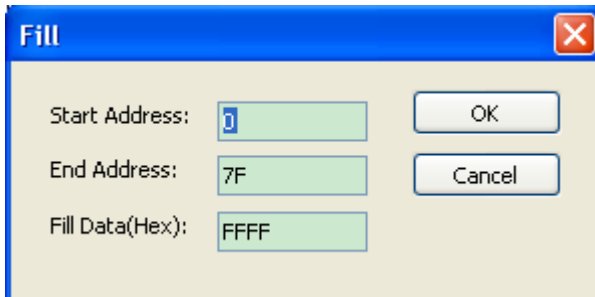 Fill
Start Address: 0 OK
End Address: 7F Cancel
Fill Data(Hex): FFFF